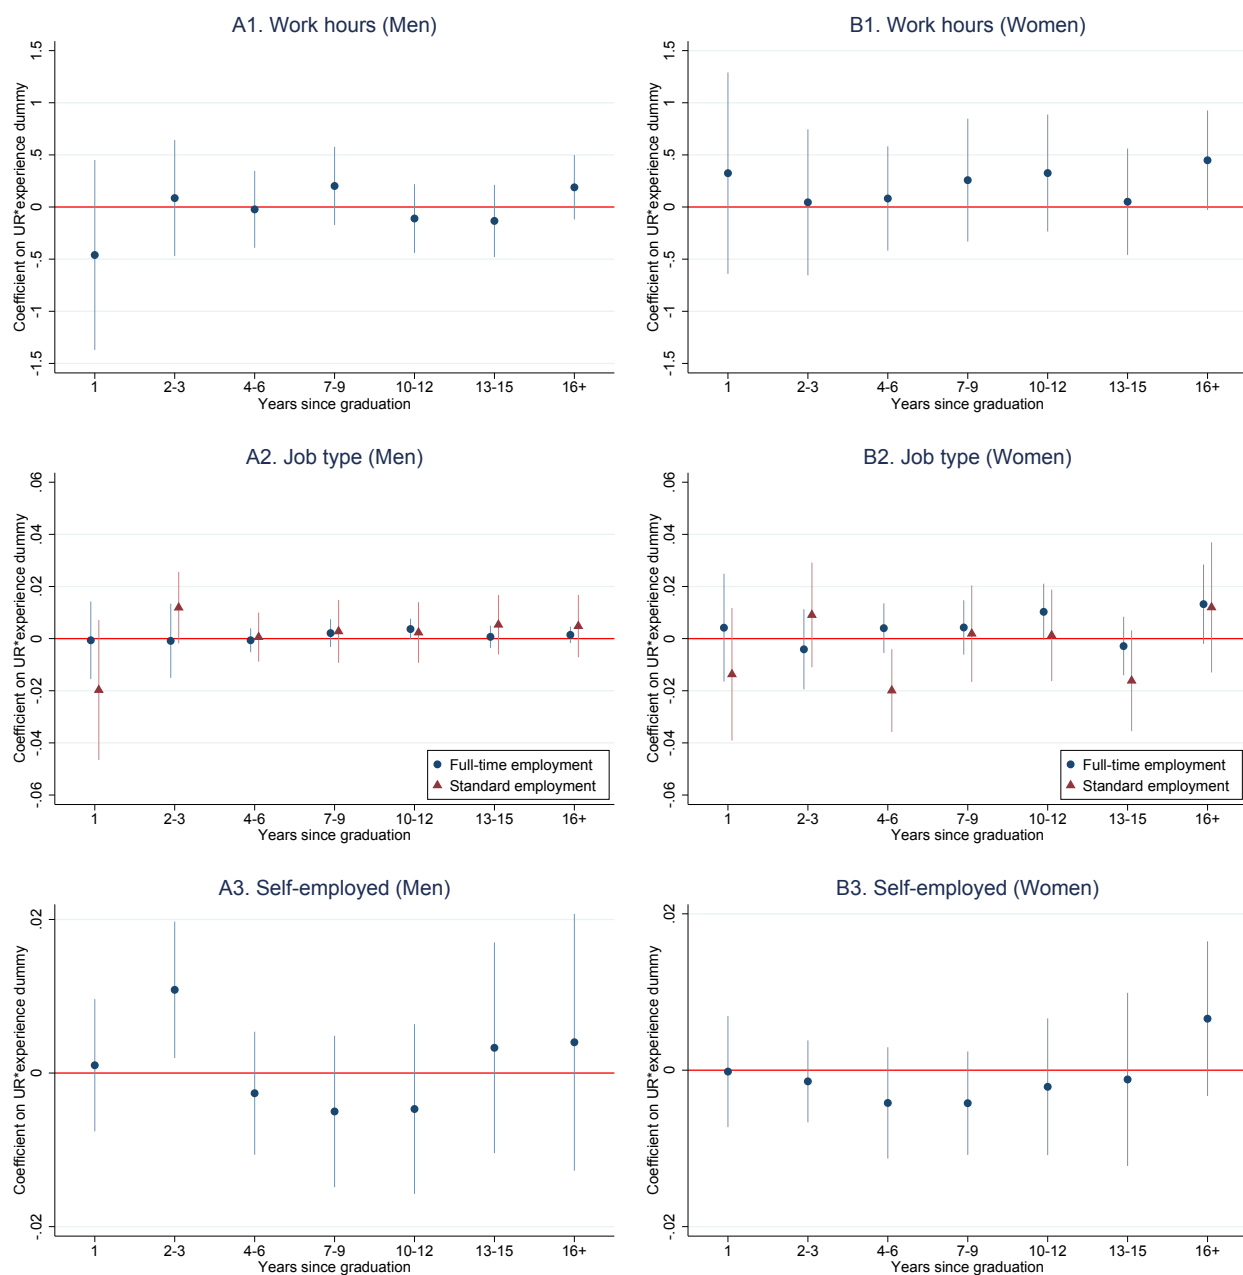 A1. Work hours (Men)
Coefficient on UR*experience dummy
1.5
1
.5
0
-.5
-1
-1.5
1 2-3 4-6 7-9 10-12 13-15 16+
Years since graduation
B1. Work hours (Women)
Coefficient on UR*experience dummy
1.5
1
.5
0
-.5
-1
-1.5
1 2-3 4-6 7-9 10-12 13-15 16+
Years since graduation
A2. Job type (Men)
Coefficient on UR*experience dummy
.06
.04
.02
0
-.02
-.04
-.06
Full-time employment
Standard employment
1 2-3 4-6 7-9 10-12 13-15 16+
Years since graduation
B2. Job type (Women)
Coefficient on UR*experience dummy
.06
.04
.02
0
-.02
-.04
-.06
Full-time employment
Standard employment
1 2-3 4-6 7-9 10-12 13-15 16+
Years since graduation
A3. Self-employed (Men)
Coefficient on UR*experience dummy
.02
0
-.02
1 2-3 4-6 7-9 10-12 13-15 16+
Years since graduation
B3. Self-employed (Women)
Coefficient on UR*experience dummy
.02
0
-.02
1 2-3 4-6 7-9 10-12 13-15 16+
Years since graduation